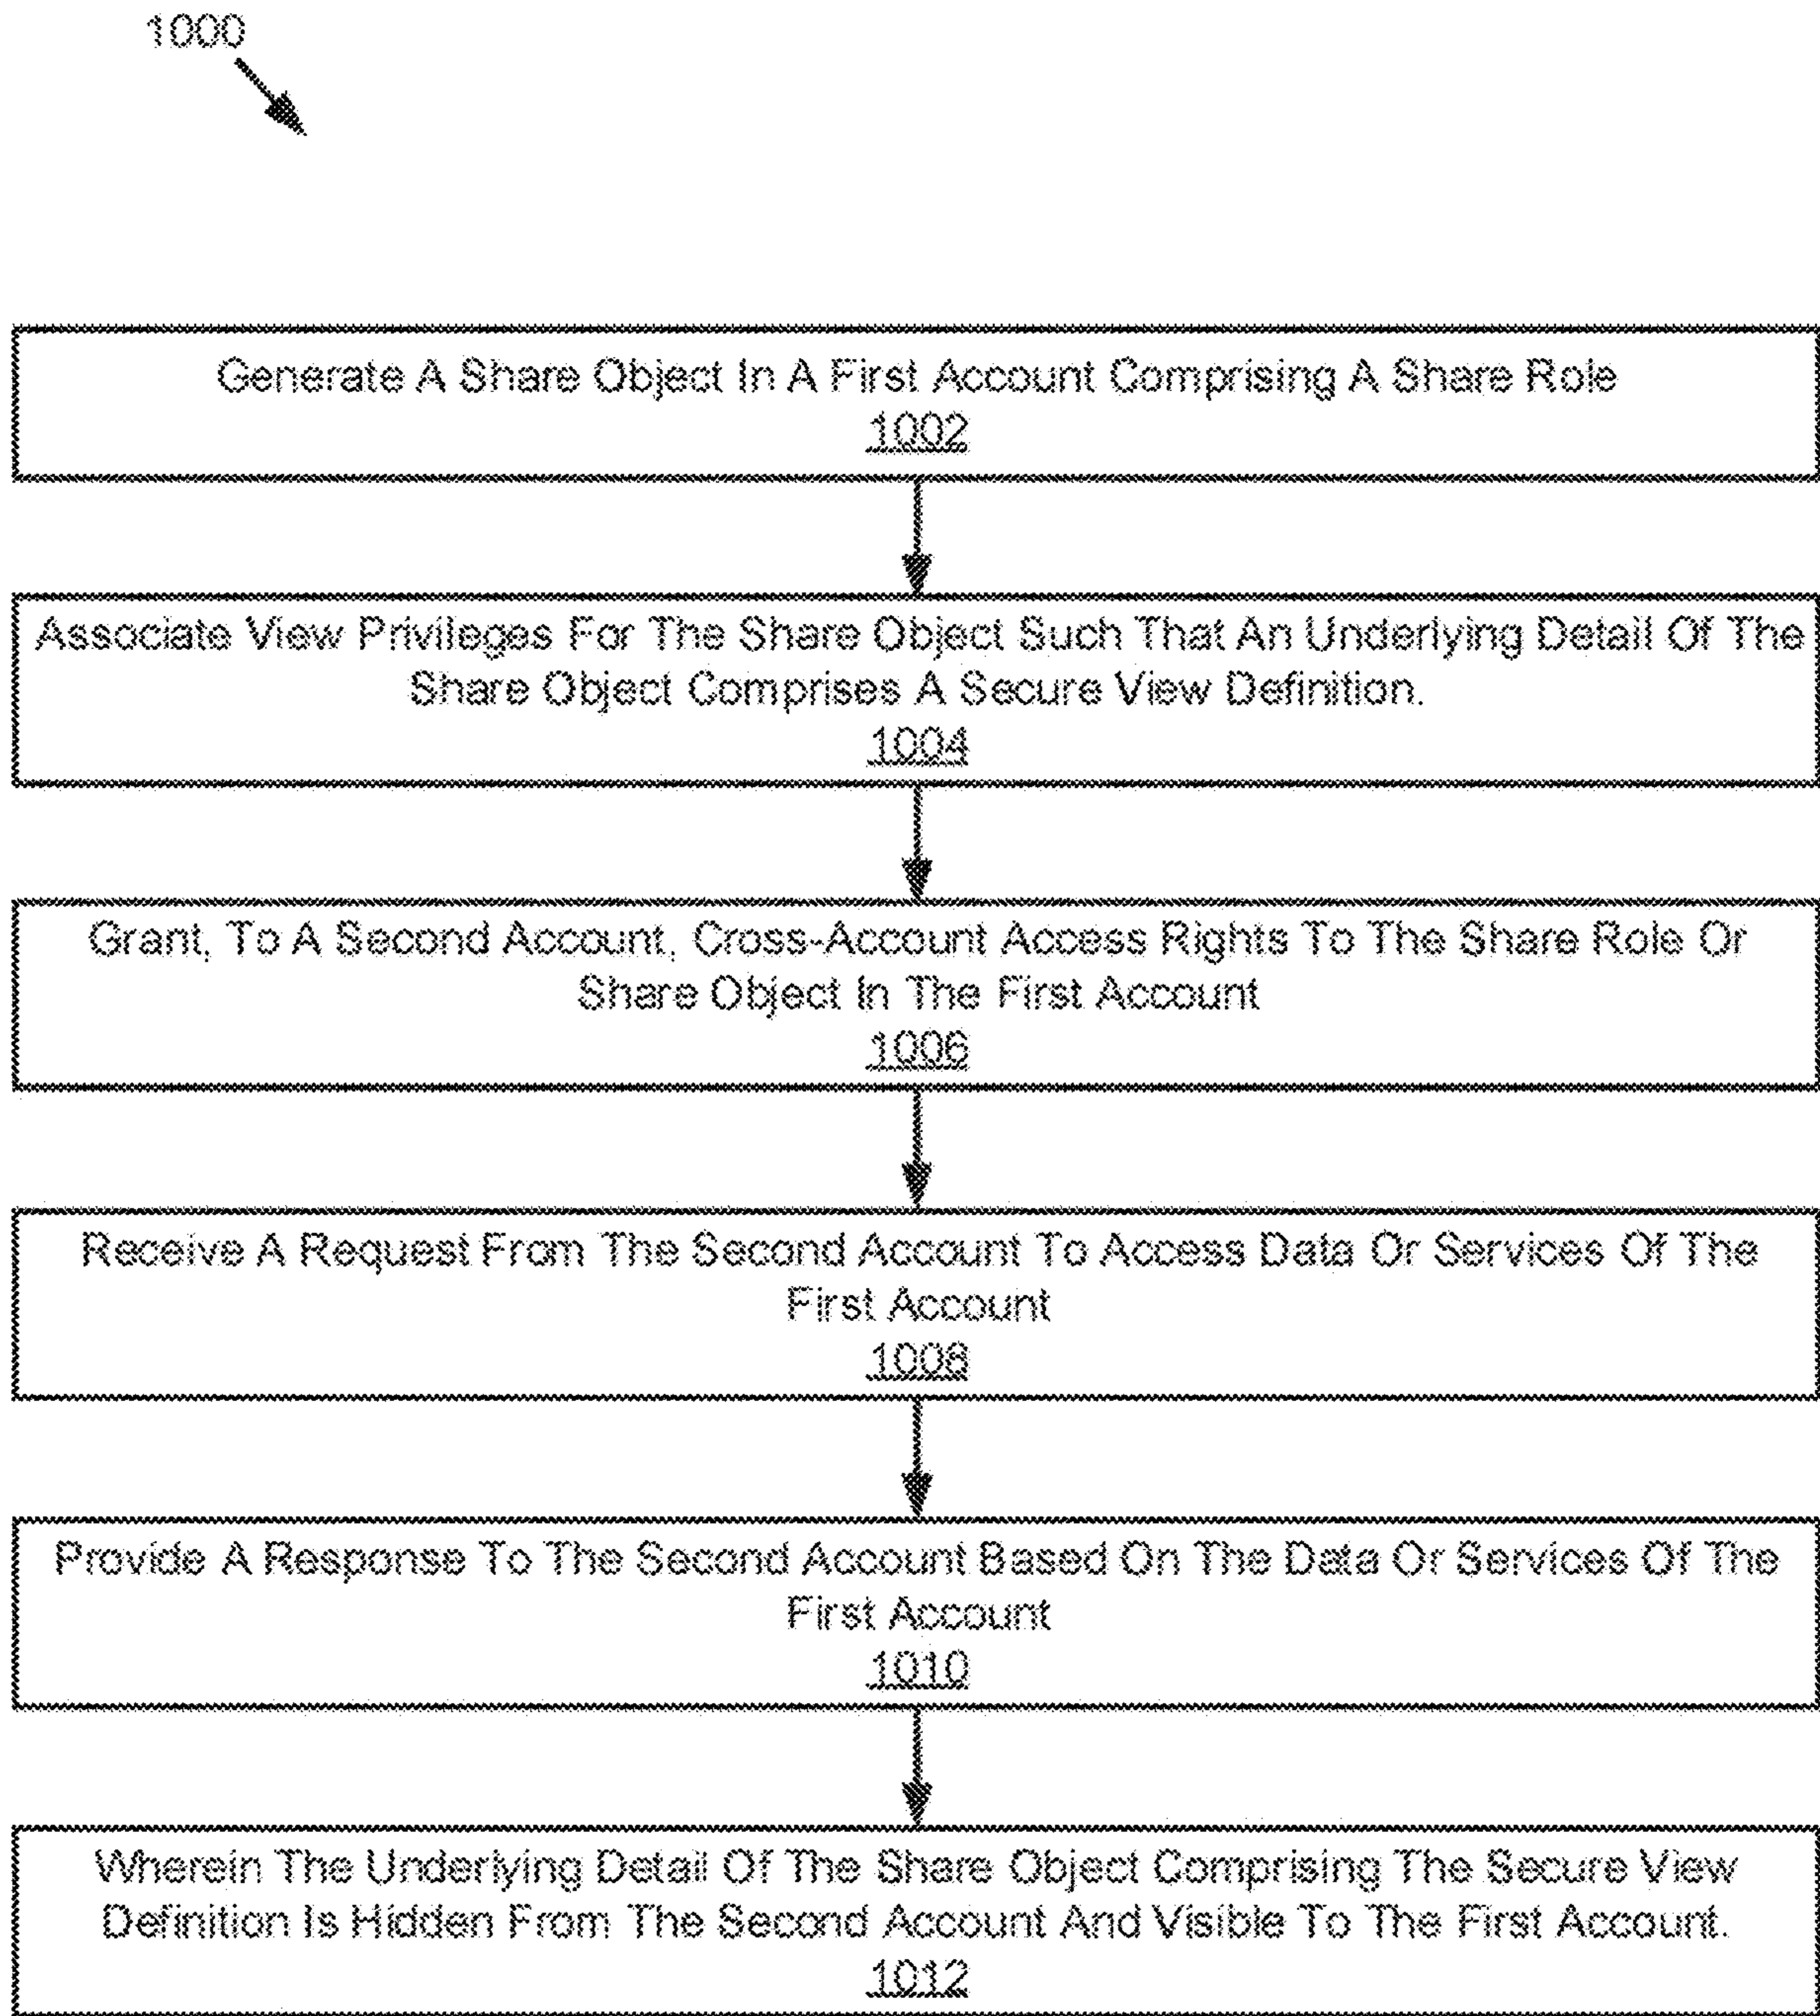 1000
Generate A Share Object In A First Account Comprising A Share Role
1002
Associate View Privileges For The Share Object Such That An Underlying Detail Of The
Share Object Comprises A Secure View Definition.
1004
Grant, To A Second Account, Cross-Account Access Rights To The Share Role Or
Share Object In The First Account
1006
Receive A Request From The Second Account To Access Data Or Services Of The
First Account
1008
Provide A Response To The Second Account Based On The Data Or Services Of The
First Account
1010
Wherein The Underlying Detail Of The Share Object Comprising The Secure View
Definition Is Hidden From The Second Account And Visible To The First Account.
1012